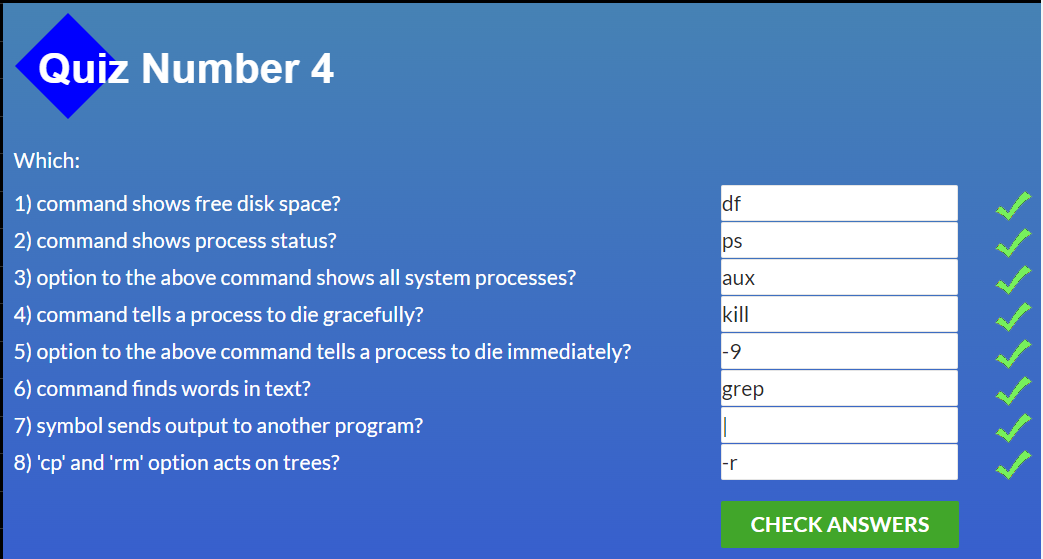 Quiz Number 4
Which:
1) command shows free disk space? df
2) command shows process status? ps
3) option to the above command shows all system processes? aux
4) command tells a process to die gracefully? kill
5) option to the above command tells a process to die immediately? -9
6) command finds words in text? grep
7) symbol sends output to another program? |
8) 'cp' and 'rm' option acts on trees? -r
CHECK ANSWERS